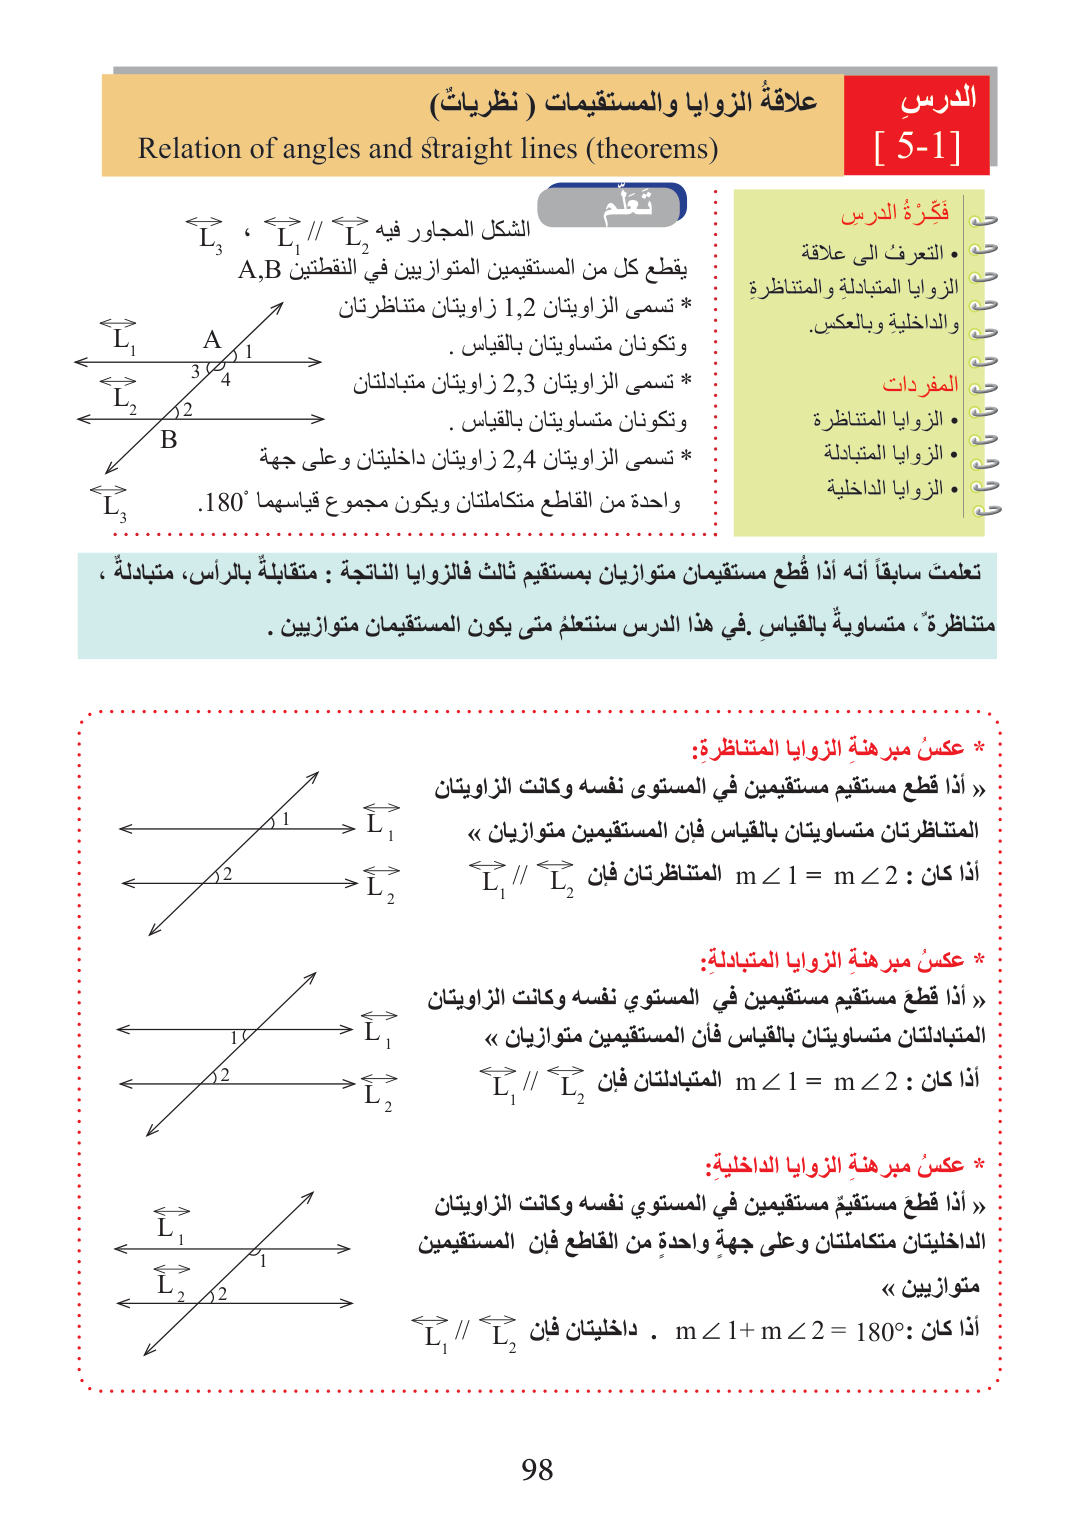 الدرسِ
[5-1]
علاقةُ الزوايا والمستقيمات ( نظرياتٌ)
Relation of angles and straight lines (theorems)
فَكِّرْةُ الدرسِ
• التعرفُ الى علاقة
الزوايا المتبادلةِ والمتناظرةِ
والداخليةِ وبالعكسِ.
المفردات
• الزوايا المتناظرة
• الزوايا المتبادلة
• الزوايا الداخلية
تَعَلَّم
الشكل المجاور فيه L1 // L2 ، L3
يقطع كل من المستقيمين المتوازيين في النقطتين A,B
* تسمى الزاويتان 1,2 زاويتان متناظرتان
وتكونان متساويتان بالقياس .
* تسمى الزاويتان 2,3 زاويتان متبادلتان
وتكونان متساويتان بالقياس .
* تسمى الزاويتان 2,4 زاويتان داخليتان وعلى جهة
واحدة من القاطع متكاملتان ويكون مجموع قياسهما 180°.
L1
A
1
3
4
L2
2
B
L3
تعلمتَ سابقاً أنه أذا قُطع مستقيمان متوازيان بمستقيم ثالث فالزوايا الناتجة : متقابلةٌ بالرأس، متبادلةٌ ،
متناظرةٌ ، متساويةٌ بالقياسِ .في هذا الدرس سنتعلمُ متى يكون المستقيمان متوازيين .
* عكسُ مبرهنةِ الزوايا المتناظرةِ:
« أذا قطع مستقيم مستقيمين في المستوى نفسه وكانت الزاويتان
المتناظرتان متساويتان بالقياس فإن المستقيمين متوازيان »
أذا كان : m∠1 = m∠2 المتناظرتان فإن L1 // L2
1
L1
2
L2
* عكسُ مبرهنةِ الزوايا المتبادلةِ:
« أذا قطعَ مستقيم مستقيمين في المستوي نفسه وكانت الزاويتان
المتبادلتان متساويتان بالقياس فأن المستقيمين متوازيان »
أذا كان : m∠1 = m∠2 المتبادلتان فإن L1 // L2
1
L1
2
L2
* عكسُ مبرهنةِ الزوايا الداخليةِ:
« أذا قطعَ مستقيمٌ مستقيمين في المستوي نفسه وكانت الزاويتان
الداخليتان متكاملتان وعلى جهةٍ واحدةٍ من القاطع فإن المستقيمين
متوازيين »
أذا كان : m∠1+ m∠2 = 180° . داخليتان فإن L1 // L2
L1
1
L2
2
98